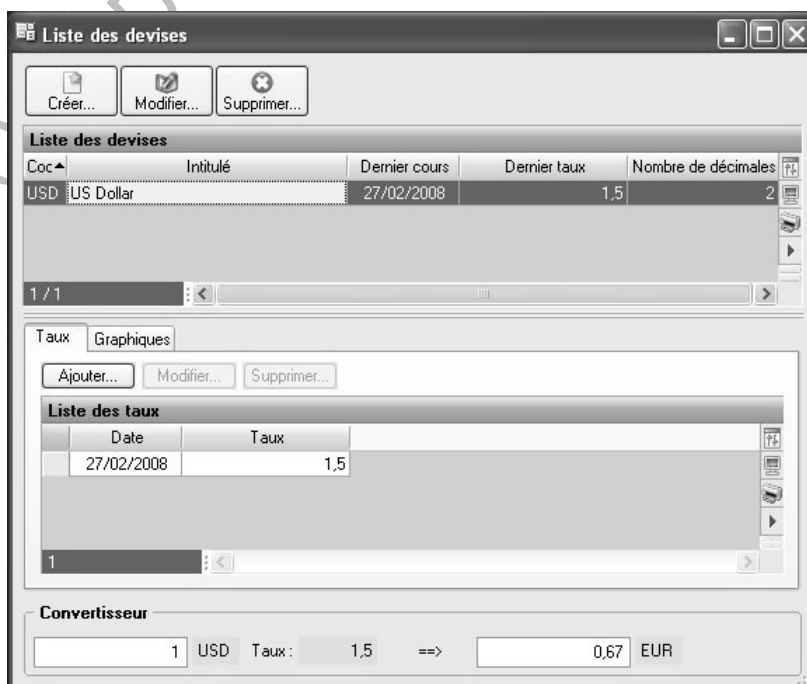 Liste des devises
Créer... Modifier... Supprimer...
Liste des devises
Coc Intitulé Dernier cours Dernier taux Nombre de décimales
USD US Dollar 27/02/2008 1,5 2
1 / 1
Taux Graphiques
Ajouter... Modifier... Supprimer...
Liste des taux
Date Taux
27/02/2008 1,5
1
Convertisseur
1 USD Taux : 1,5 ==> 0,67 EUR